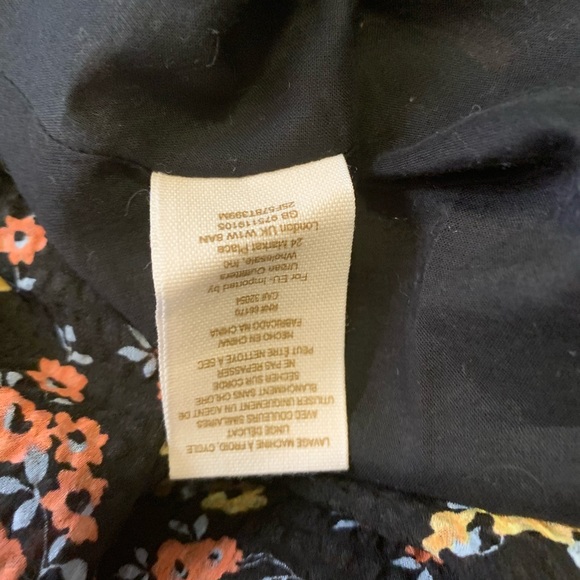 LAVAGE MACHINE À FROID, CYCLE
LINGE DÉLICAT
AVEC COULEURS SIMILAIRES
UTILISER UNIQUEMENT UN AGENT DE
BLANCHIMENT SANS CHLORE
SÉCHER SUR CORDE
NE PAS REPASSER
PEUT ÊTRE NETTOYÉ À SEC
HECHO EN CHINA/
FABRICADO NA CHINA
RN# 66170
CA# 32054
For EU- Imported by
Urban Outfitters
Wholesale, Inc
24 Market Place
London UK W1W 8AN
GB 975119105
25F578T399M